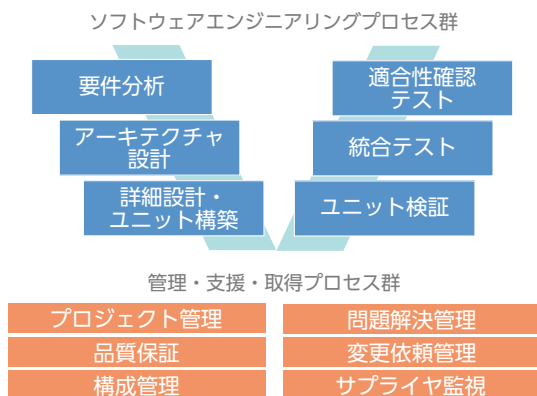 ソフトウェアエンジニアリングプロセス群
要件分析
適合性確認
テスト
アーキテクチャ
設計
統合テスト
詳細設計・
ユニット構築
ユニット検証
管理・支援・取得プロセス群
プロジェクト管理
問題解決管理
品質保証
変更依頼管理
構成管理
サプライヤ監視